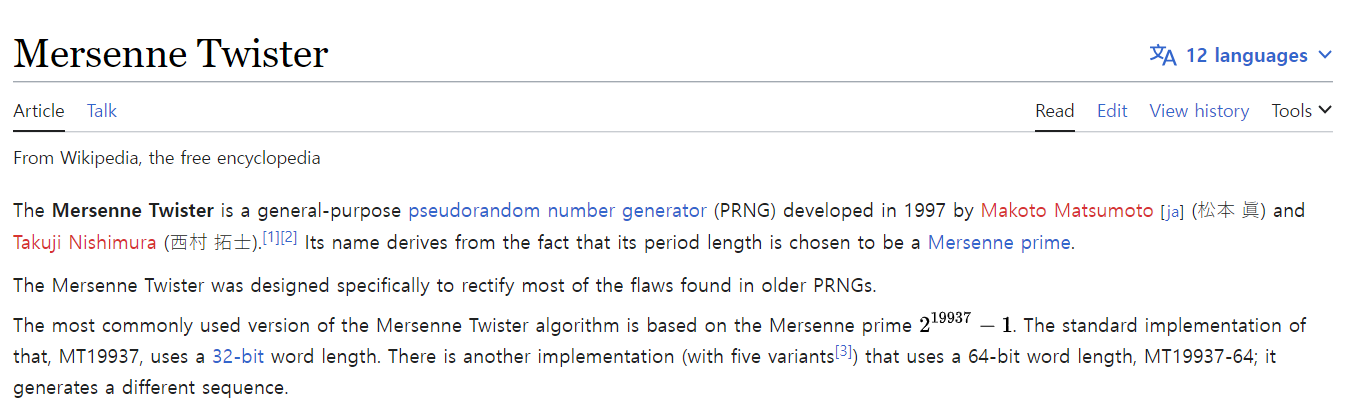 Mersenne Twister
文A 12 languages
Article Talk Read Edit View history Tools
From Wikipedia, the free encyclopedia
The Mersenne Twister is a general-purpose pseudorandom number generator (PRNG) developed in 1997 by Makoto Matsumoto [ja] (松本 眞) and
Takuji Nishimura (西村 拓士).[1][2] Its name derives from the fact that its period length is chosen to be a Mersenne prime.
The Mersenne Twister was designed specifically to rectify most of the flaws found in older PRNGs.
The most commonly used version of the Mersenne Twister algorithm is based on the Mersenne prime 2^19937 − 1. The standard implementation of
that, MT19937, uses a 32-bit word length. There is another implementation (with five variants[3]) that uses a 64-bit word length, MT19937-64; it
generates a different sequence.